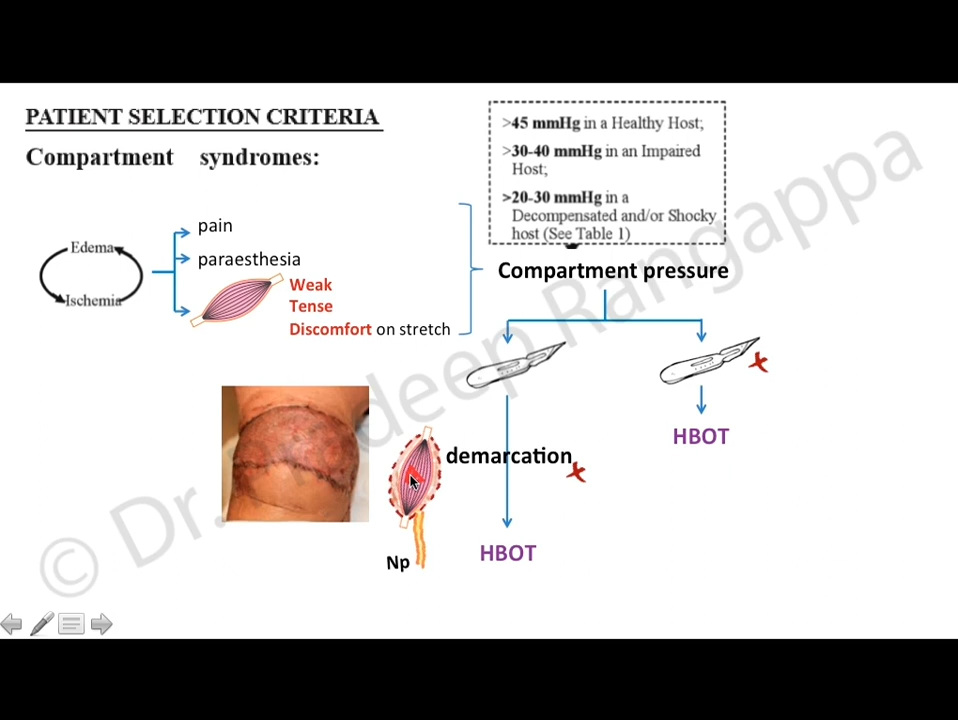 PATIENT SELECTION CRITERIA
Compartment syndromes:
>45 mmHg in a Healthy Host;
>30-40 mmHg in an Impaired
Host;
>20-30 mmHg in a
Decompensated and/or Shocky
host (See Table 1)
Edema
Ischemia
pain
paraesthesia
Weak
Tense
Discomfort on stretch
Compartment pressure
HBOT
demarcation
Np
HBOT
© Dr. deep Rangappa